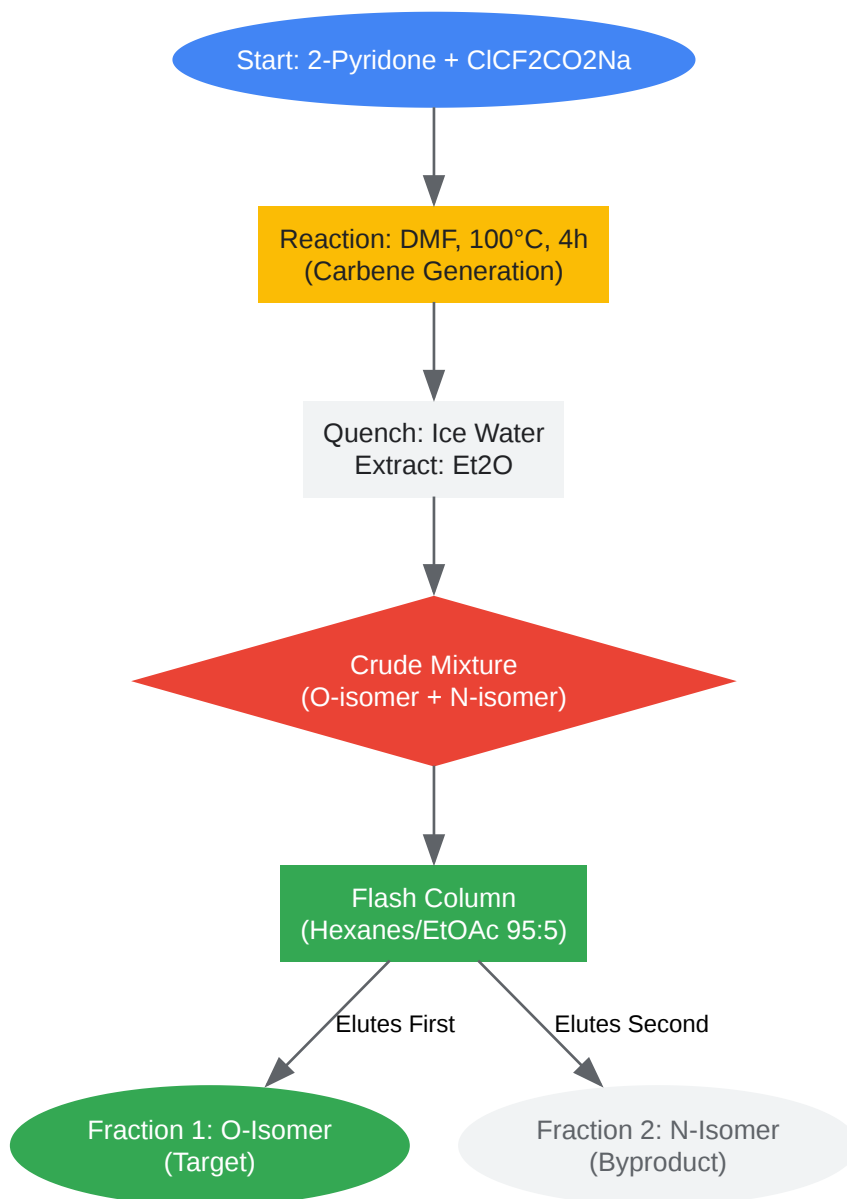 Start: 2-Pyridone + ClCF2CO2Na
Reaction: DMF, 100°C, 4h
(Carbene Generation)
Quench: Ice Water
Extract: Et2O
Crude Mixture
(O-isomer + N-isomer)
Flash Column
(Hexanes/EtOAc 95:5)
Elutes First
Elutes Second
Fraction 1: O-Isomer
(Target)
Fraction 2: N-Isomer
(Byproduct)